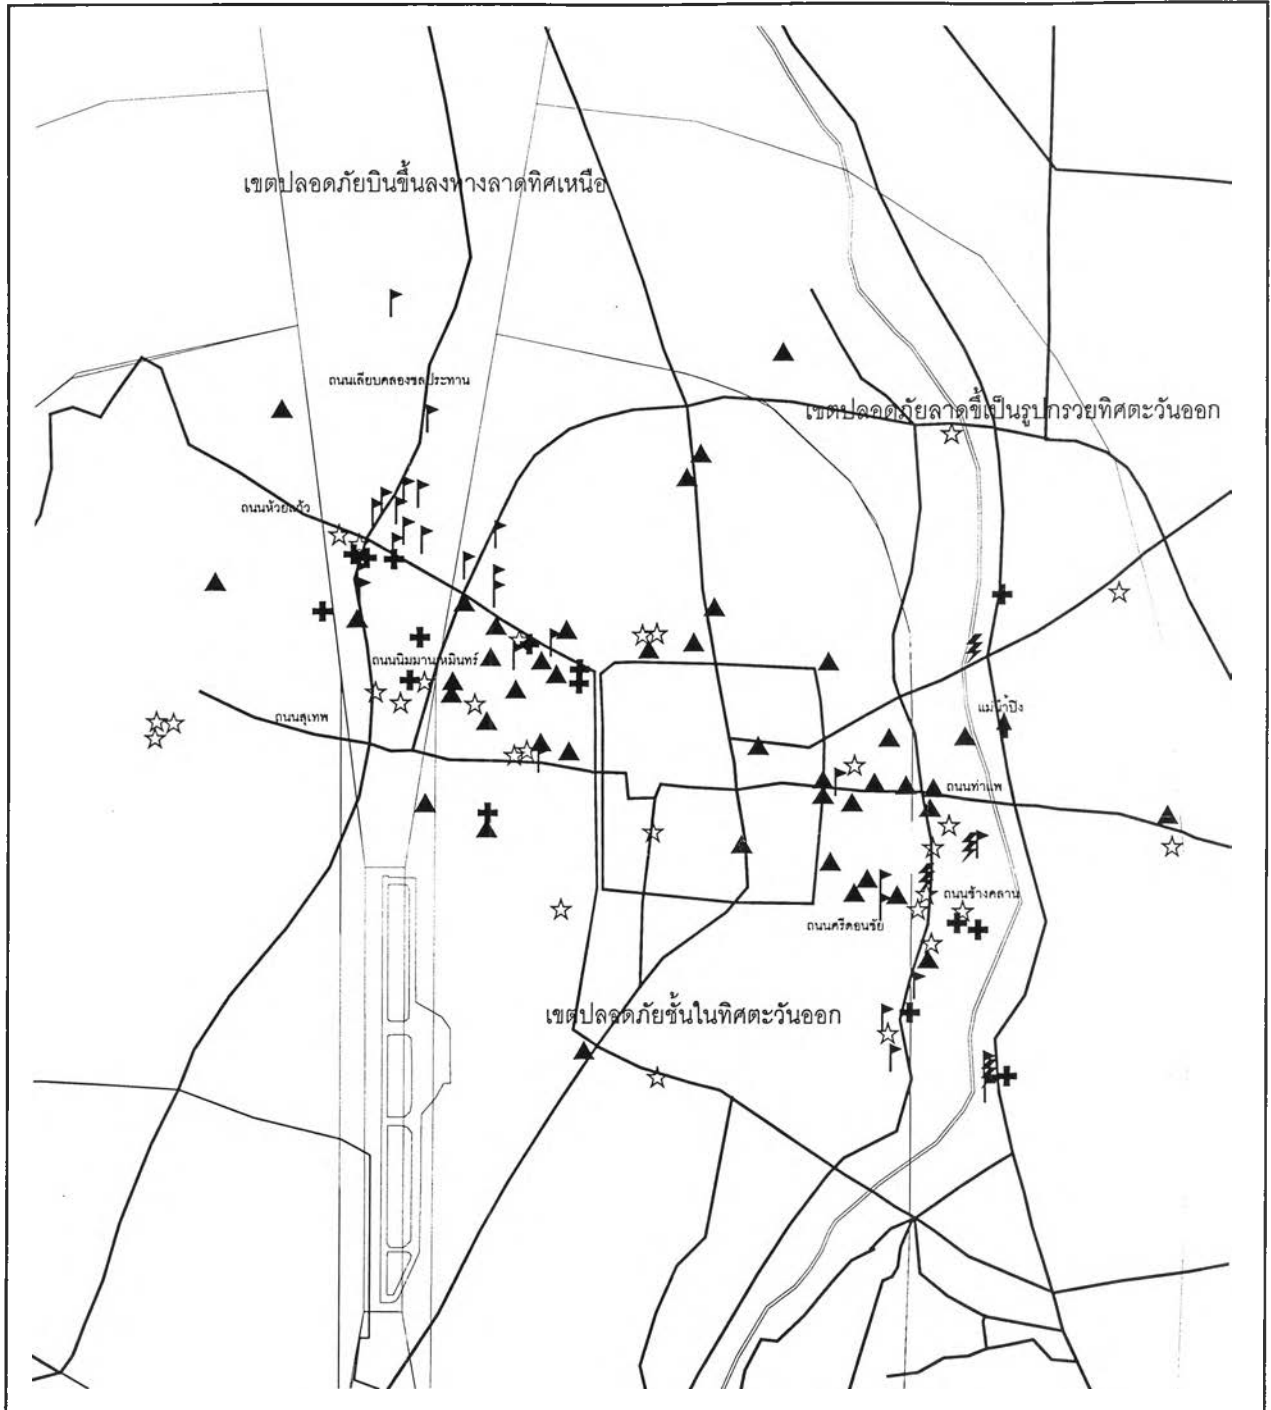 เขตปลอดภัยบินขึ้นลงทางลาดทิศเหนือ
ถนนเลียบคลองชลประทาน
เขตปลอดภัยลาดขึ้เป็นรูปกรวยทิศตะวันออก
ถนนห้วยแก้ว
ถนนนิมมานเหมินทร์
ถนนสุเทพ
แม่น้ำปิง
ถนนท่าแพ
ถนนช้างคลาน
ถนนศรีดอนชัย
เขตปลอดภัยชั้นในทิศตะวันออก